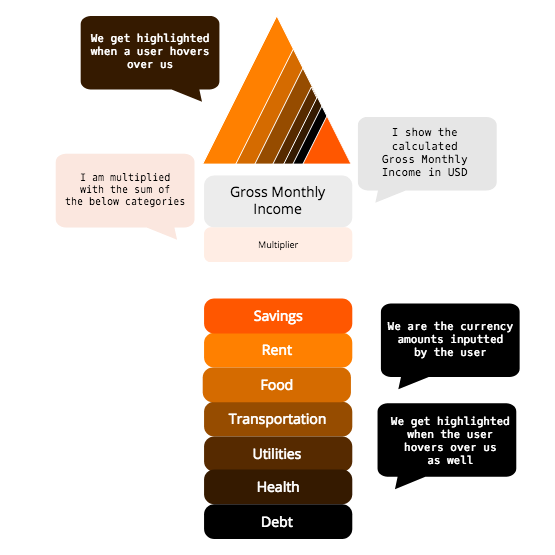 We get highlighted
when a user hovers
over us
I show the
calculated
Gross Monthly
Income in USD
I am multiplied
with the sum of
the below categories
Gross Monthly
Income
Multiplier
Savings
Rent
Food
Transportation
Utilities
Health
Debt
We are the currency
amounts inputted
by the user
We get highlighted
when the user
hovers over us
as well